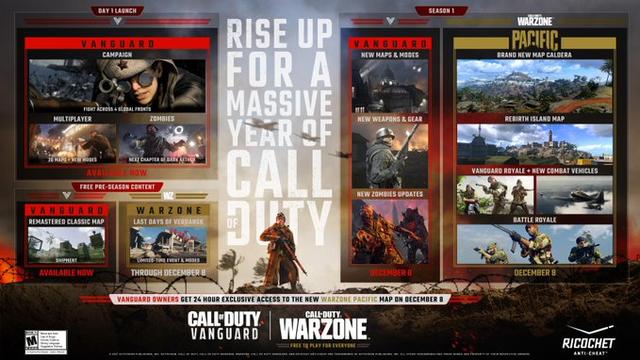 DAY 1 LAUNCH
VANGUARD
CAMPAIGN
FIGHT ACROSS 4 GLOBAL FRONTS
MULTIPLAYER
20 MAPS + NEW MODES
ZOMBIES
NEXT CHAPTER OF DARK AETHER
AVAILABLE NOW
FREE PRE-SEASON CONTENT
VANGUARD
REMASTERED CLASSIC MAP
SHIPMENT
AVAILABLE NOW
WZ
WARZONE
LAST DAYS OF VERDANSK
LIMITED-TIME EVENT & MODES
THROUGH DECEMBER 8
RISE UP
FOR A
MASSIVE
YEAR OF
CALL
OF DUTY
SEASON 1
VANGUARD
NEW MAPS & MODES
NEW WEAPONS & GEAR
NEW ZOMBIES UPDATES
DECEMBER 8
CALL OF DUTY
WARZONE
PACIFIC
BRAND NEW MAP CALDERA
REBIRTH ISLAND MAP
VANGUARD ROYALE + NEW COMBAT VEHICLES
BATTLE ROYALE
DECEMBER 8
VANGUARD OWNERS GET 24 HOUR EXCLUSIVE ACCESS TO THE NEW WARZONE PACIFIC MAP ON DECEMBER 8
CALL OF DUTY
VANGUARD
CALL OF DUTY
WARZONE
FREE TO PLAY FOR EVERYONE
RICOCHET
ANTI-CHEAT
M